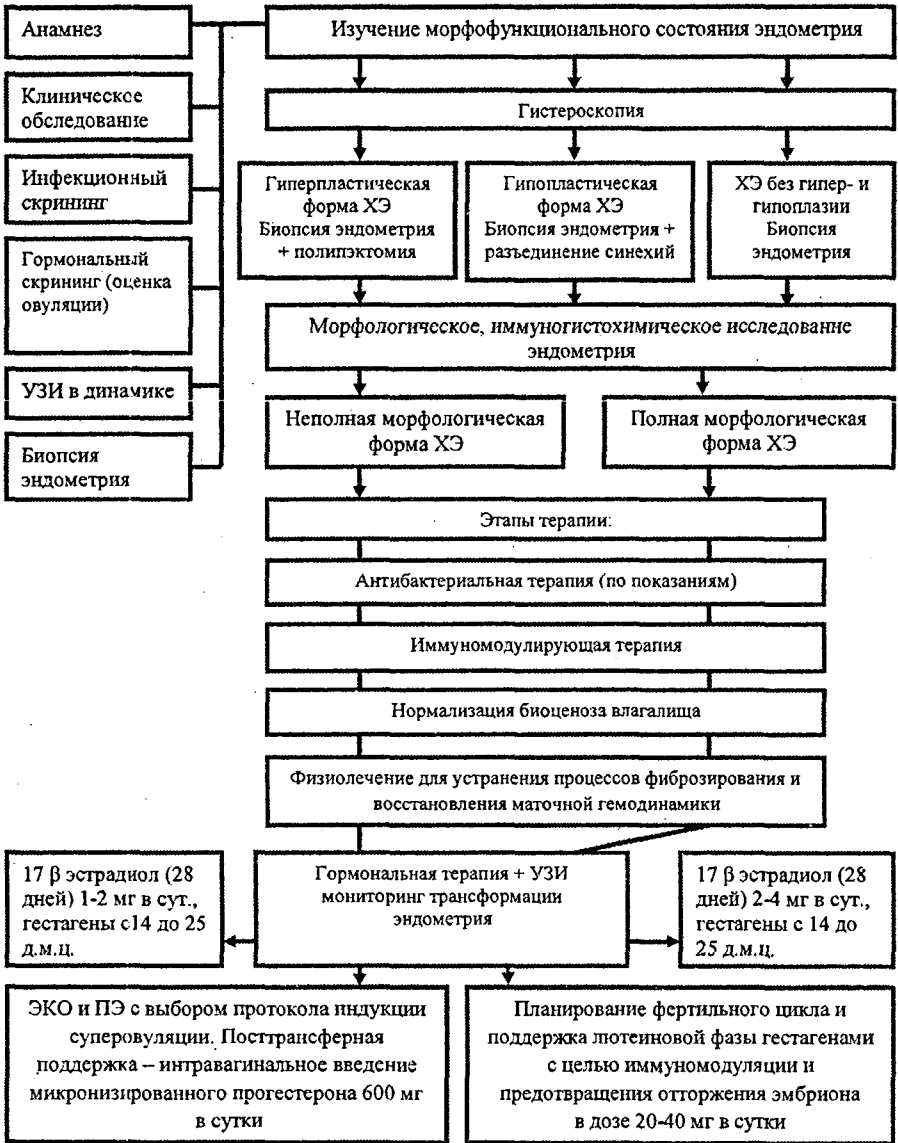 Анамнез
Изучение морфофункционального состояния эндометрия
Клиническое
обследование
Гистероскопия
Инфекционный
скрининг
Гиперпластическая
форма ХЭ
Биопсия эндометрия
+ полипэктомия
Гипопластическая
форма ХЭ
Биопсия эндометрия +
разъединение синехий
ХЭ без гипер- и
гипоплазии
Биопсия
эндометрия
Гормональный
скрининг (оценка
овуляции)
Морфологическое, иммуногистохимическое исследование
эндометрия
УЗИ в динамике
Неполная морфологическая
форма ХЭ
Полная морфологическая
форма ХЭ
Биопсия
эндометрия
Этапы терапии:
Антибактериальная терапия (по показаниям)
Иммуномодулирующая терапия
Нормализация биоценоза влагалища
Физиолечение для устранения процессов фиброзирования и
восстановления маточной гемодинамики
17 β эстрадиол (28
дней) 1-2 мг в сут.,
гестагены с14 до 25
д.м.ц.
Гормональная терапия + УЗИ
мониторинг трансформации
эндометрия
17 β эстрадиол (28
дней) 2-4 мг в сут.,
гестагены с 14 до
25 д.м.ц.
ЭКО и ПЭ с выбором протокола индукции
суперовуляции. Посттрансферная
поддержка – интравагинальное введение
микронизированного прогестерона 600 мг
в сутки
Планирование фертильного цикла и
поддержка лютеиновой фазы гестагенами
с целью иммуномодуляции и
предотвращения отторжения эмбриона
в дозе 20-40 мг в сутки